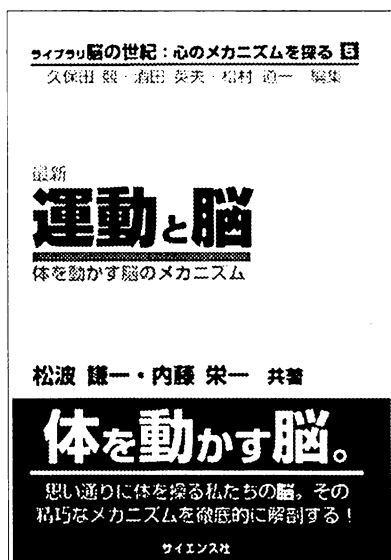 ライブラリ脳の世紀：心のメカニズムを探る 5
久保田 競・酒田 英夫・松村 道一 編集
最新
運動と脳
体を動かす脳のメカニズム
松波 謙一・内藤 栄一 共著
体を動かす脳。
思い通りに体を操る私たちの脳。その
精巧なメカニズムを徹底的に解剖する！
サイエンス社